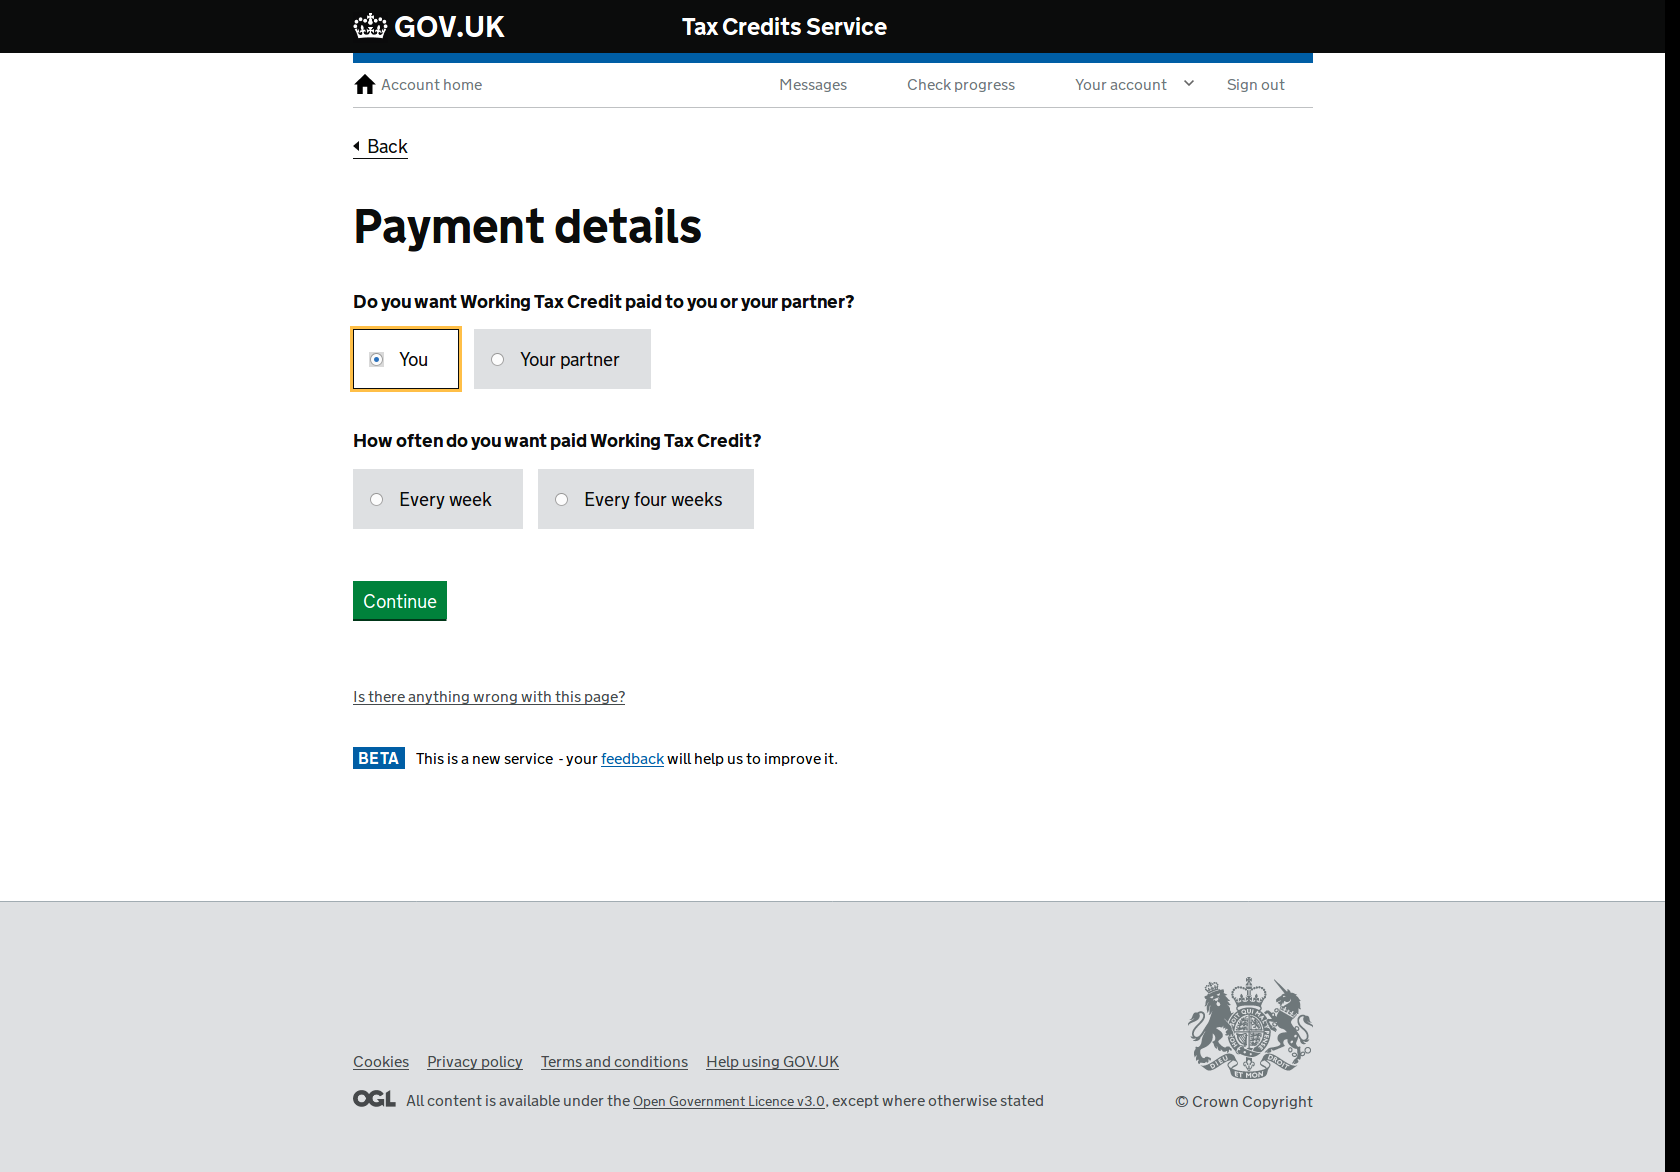 GOV.UK
Tax Credits Service
Account home
Messages
Check progress
Your account
Sign out
Back
Payment details
Do you want Working Tax Credit paid to you or your partner?
You
Your partner
How often do you want paid Working Tax Credit?
Every week
Every four weeks
Continue
Is there anything wrong with this page?
BETA This is a new service - your feedback will help us to improve it.
Cookies
Privacy policy
Terms and conditions
Help using GOV.UK
OGL All content is available under the Open Government Licence v3.0, except where otherwise stated
DIEU ET MON DROIT
© Crown Copyright